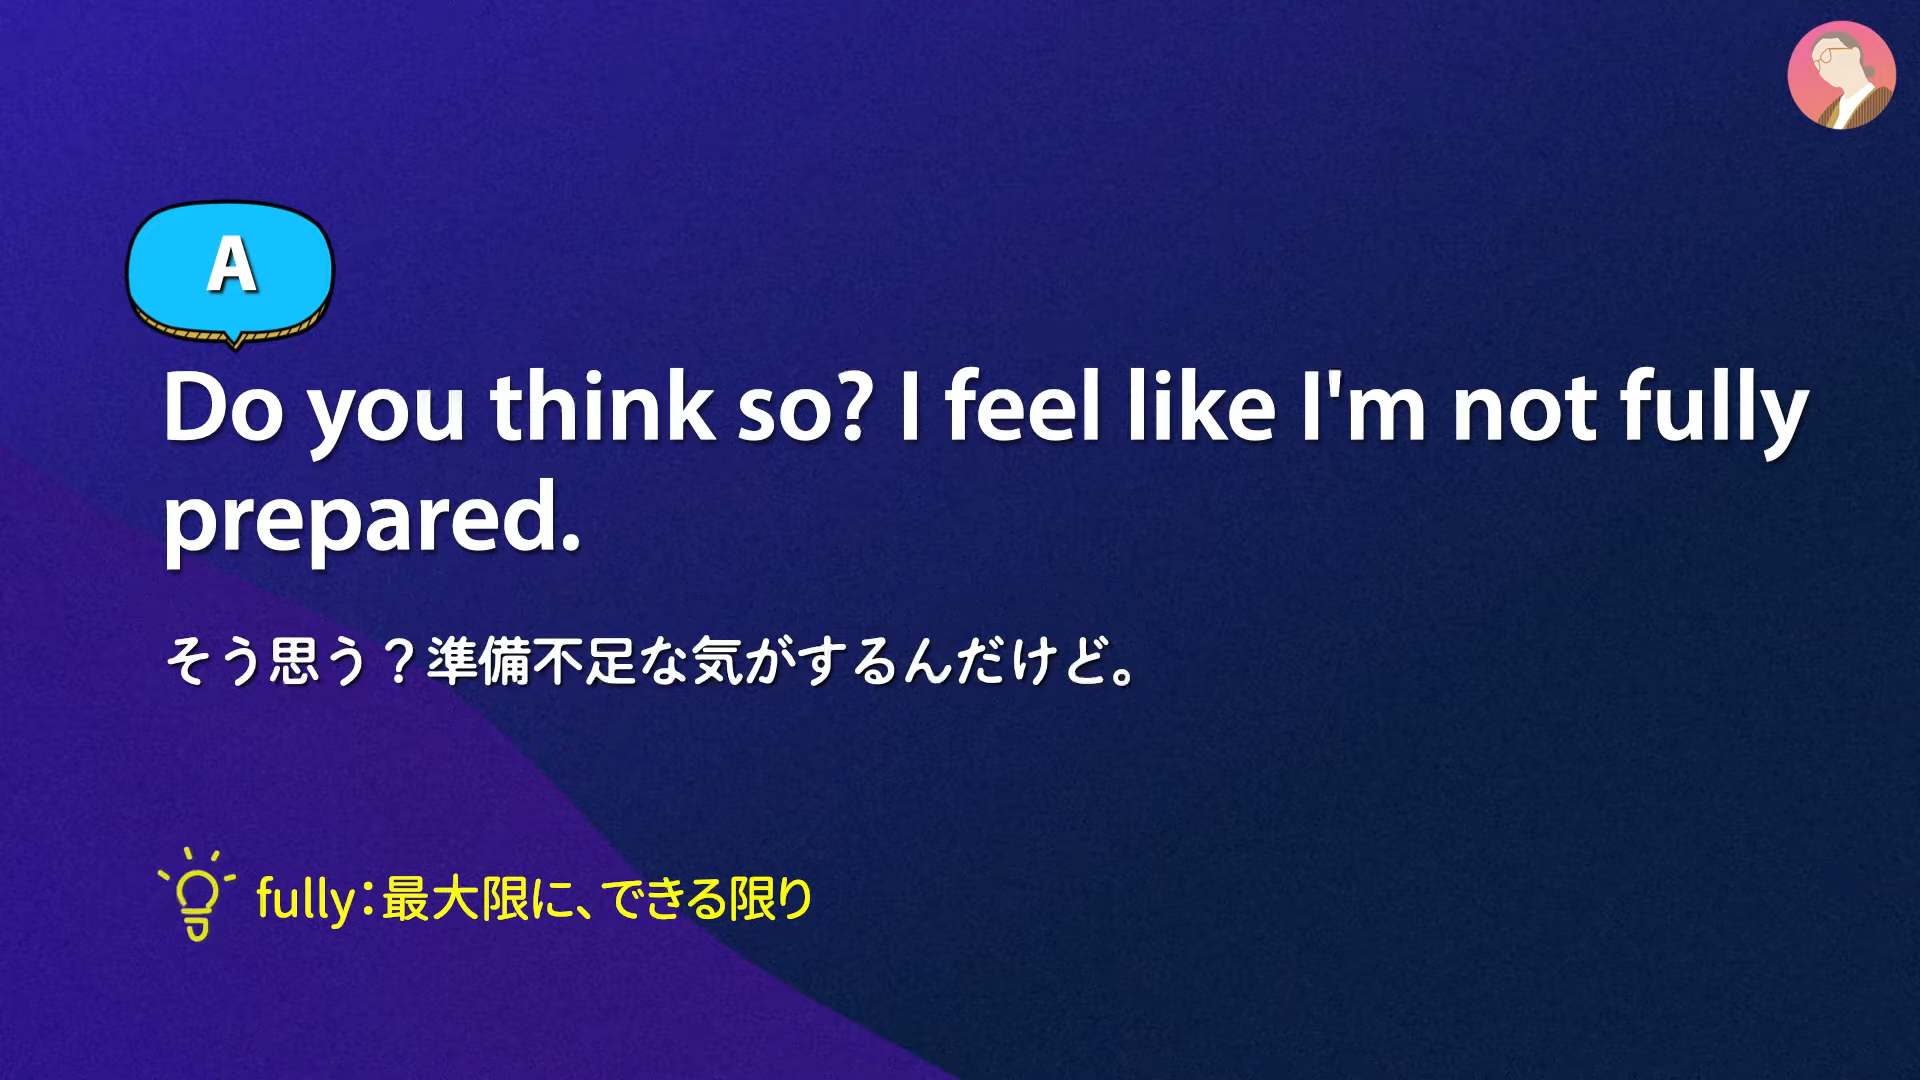 A
Do you think so? I feel like I'm not fully
prepared.
そう思う？準備不足な気がするんだけど。
fully：最大限に、できる限り